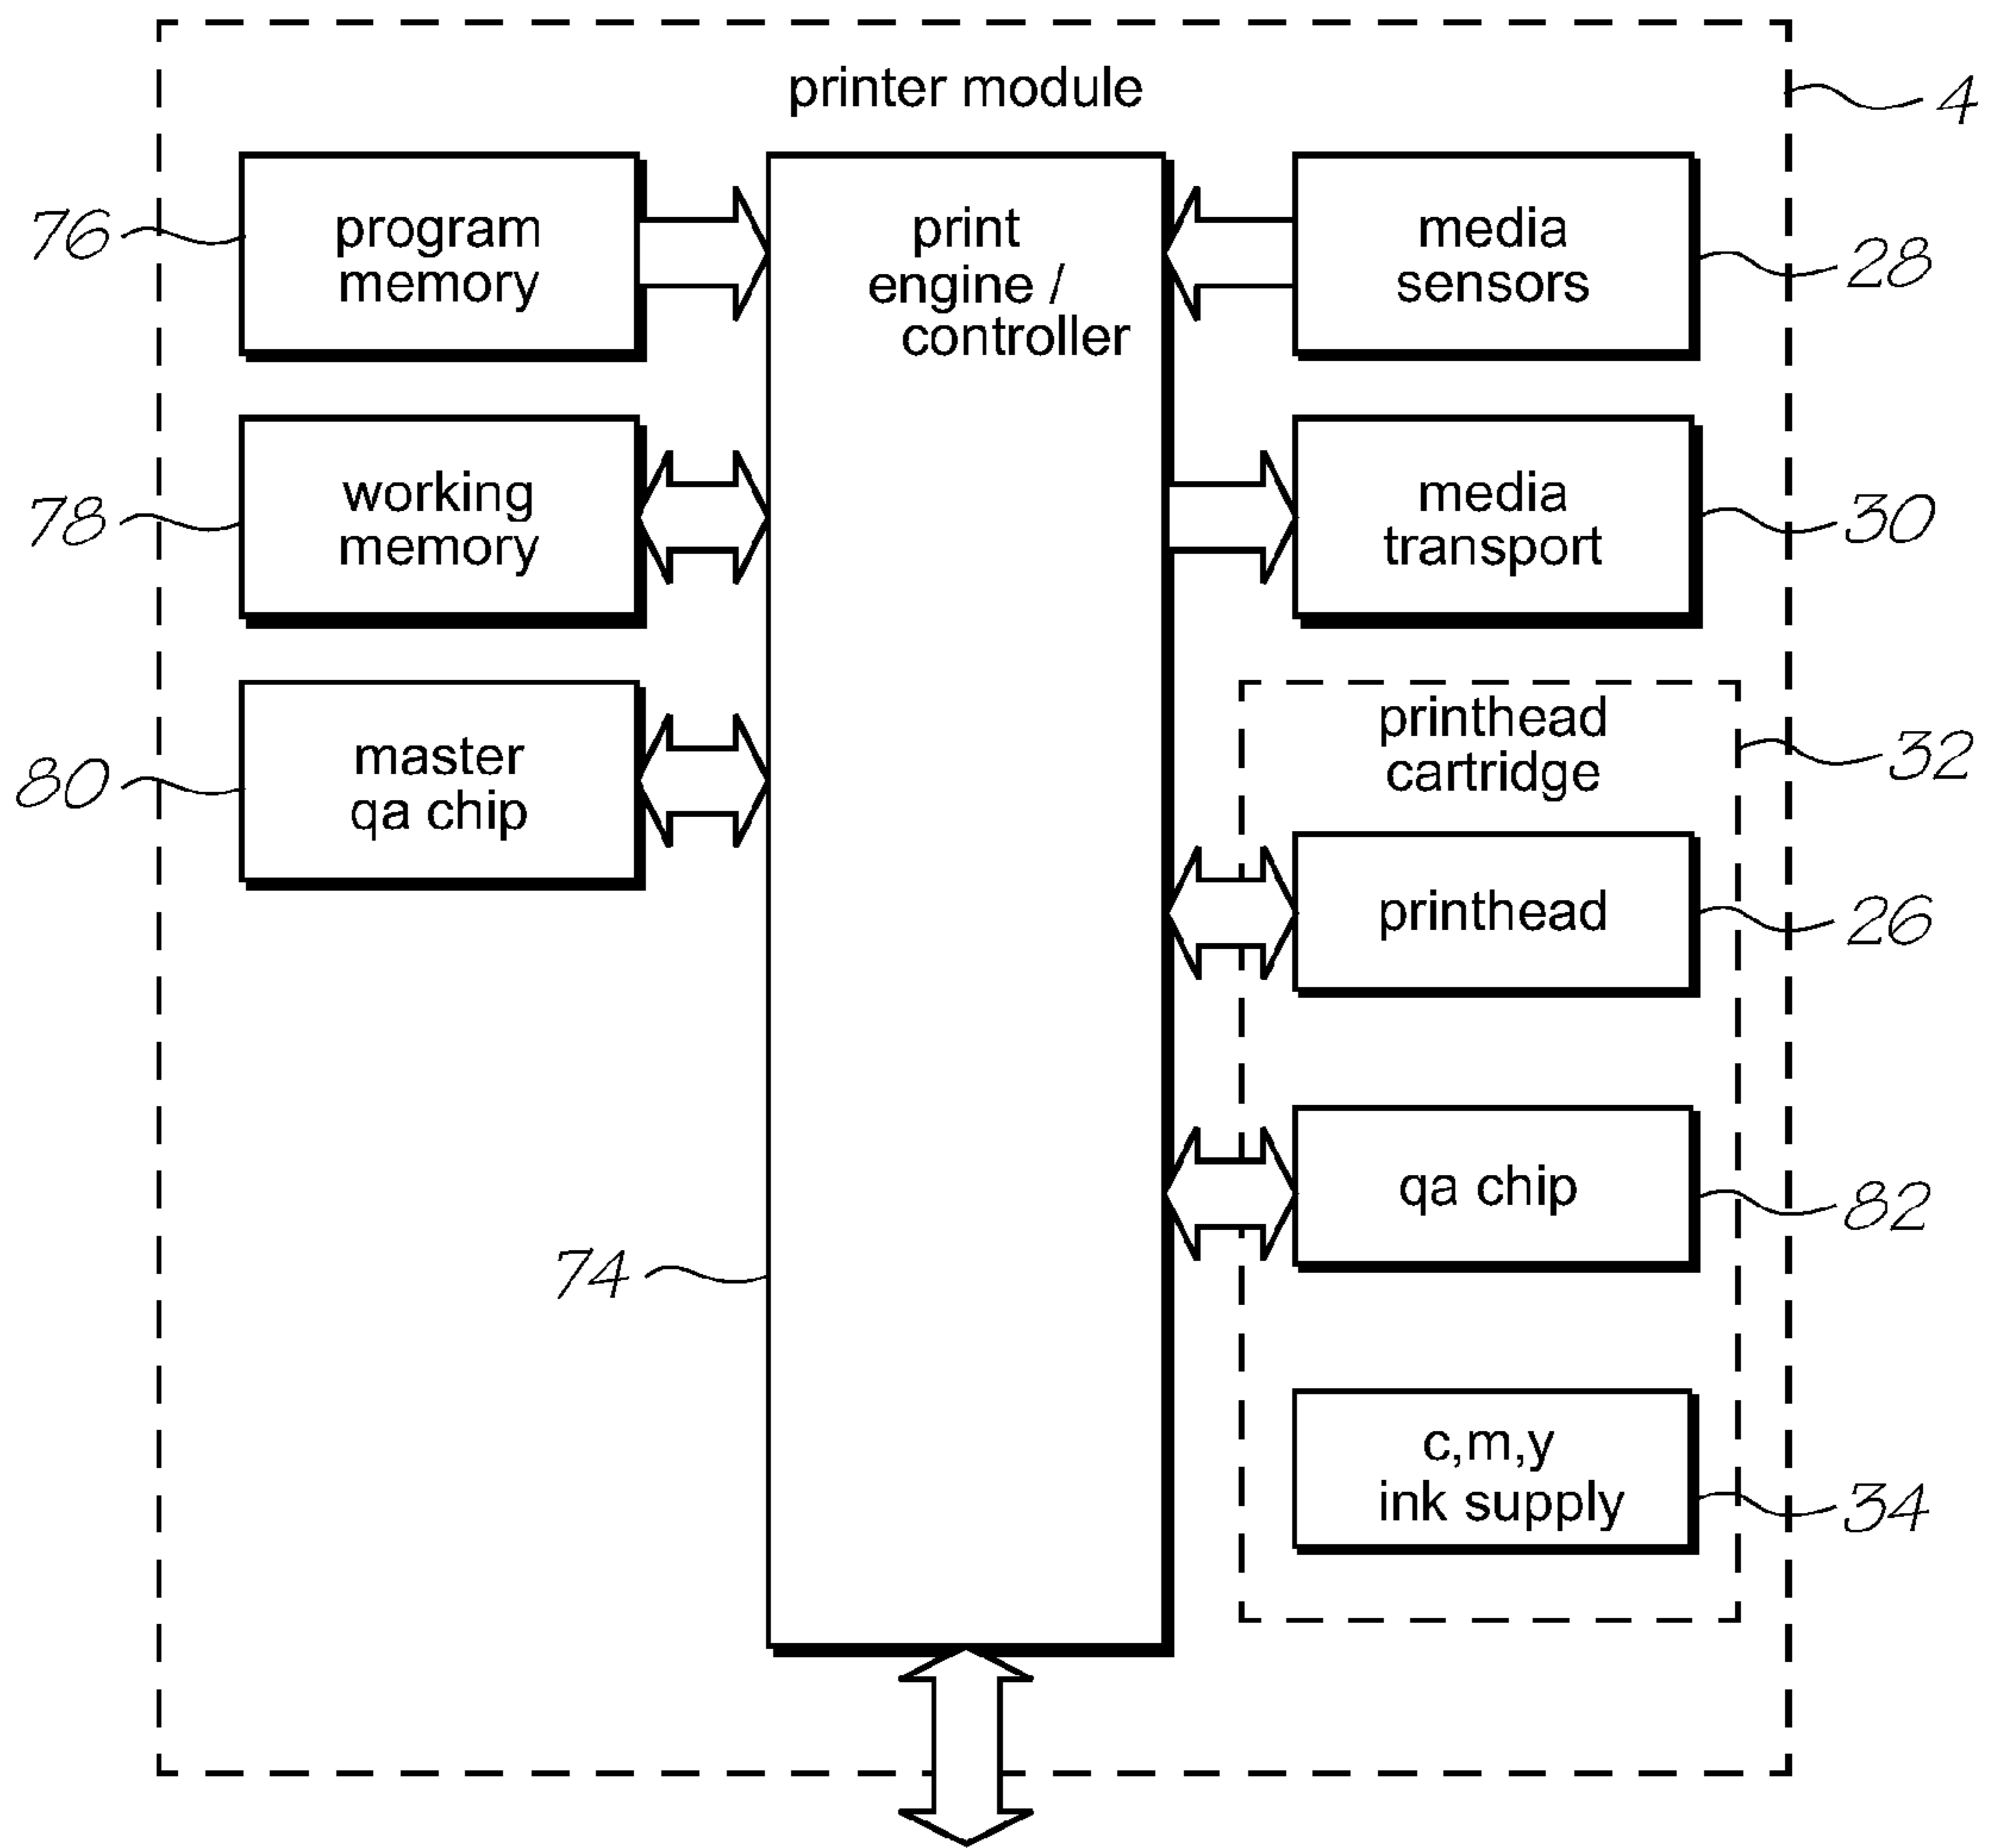 printer module
4
76
program
memory
print
engine /
controller
media
sensors
28
78
working
memory
media
transport
30
80
master
qa chip
printhead
cartridge
32
printhead
26
74
qa chip
82
c,m,y
ink supply
34